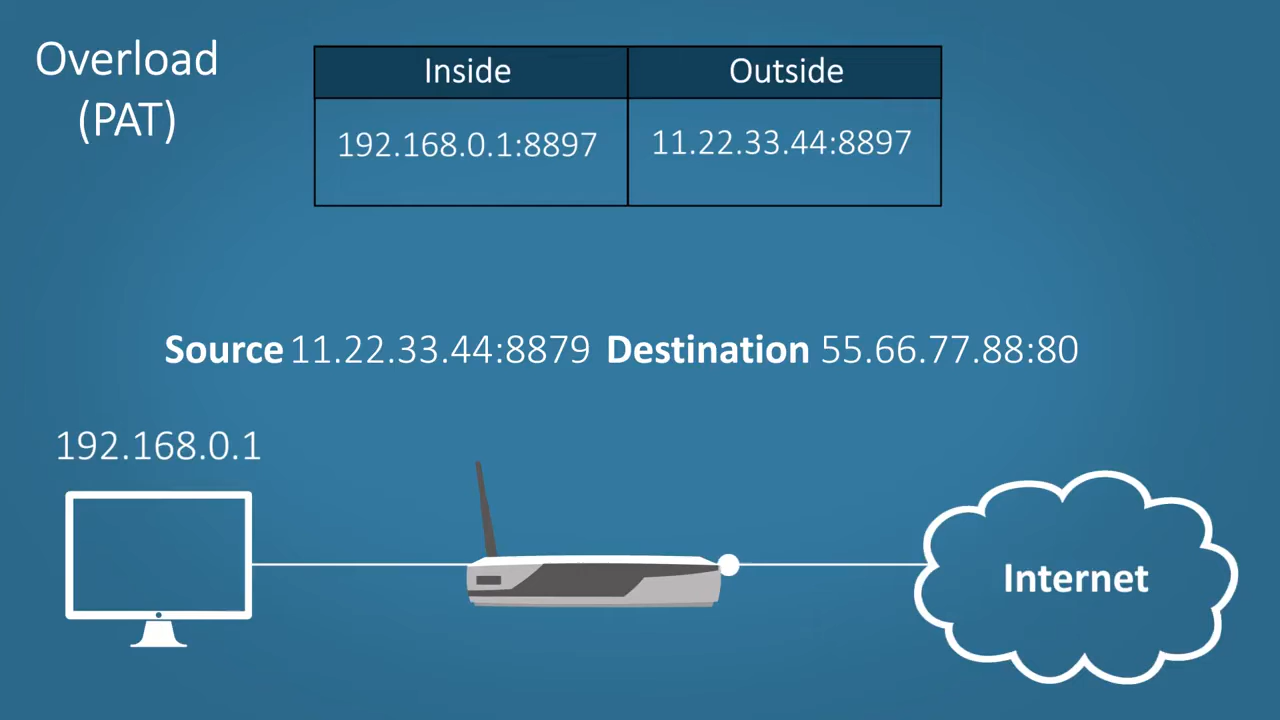 Overload
(PAT)
Inside Outside
192.168.0.1:8897 11.22.33.44:8897
Source 11.22.33.44:8879 Destination 55.66.77.88:80
192.168.0.1
Internet